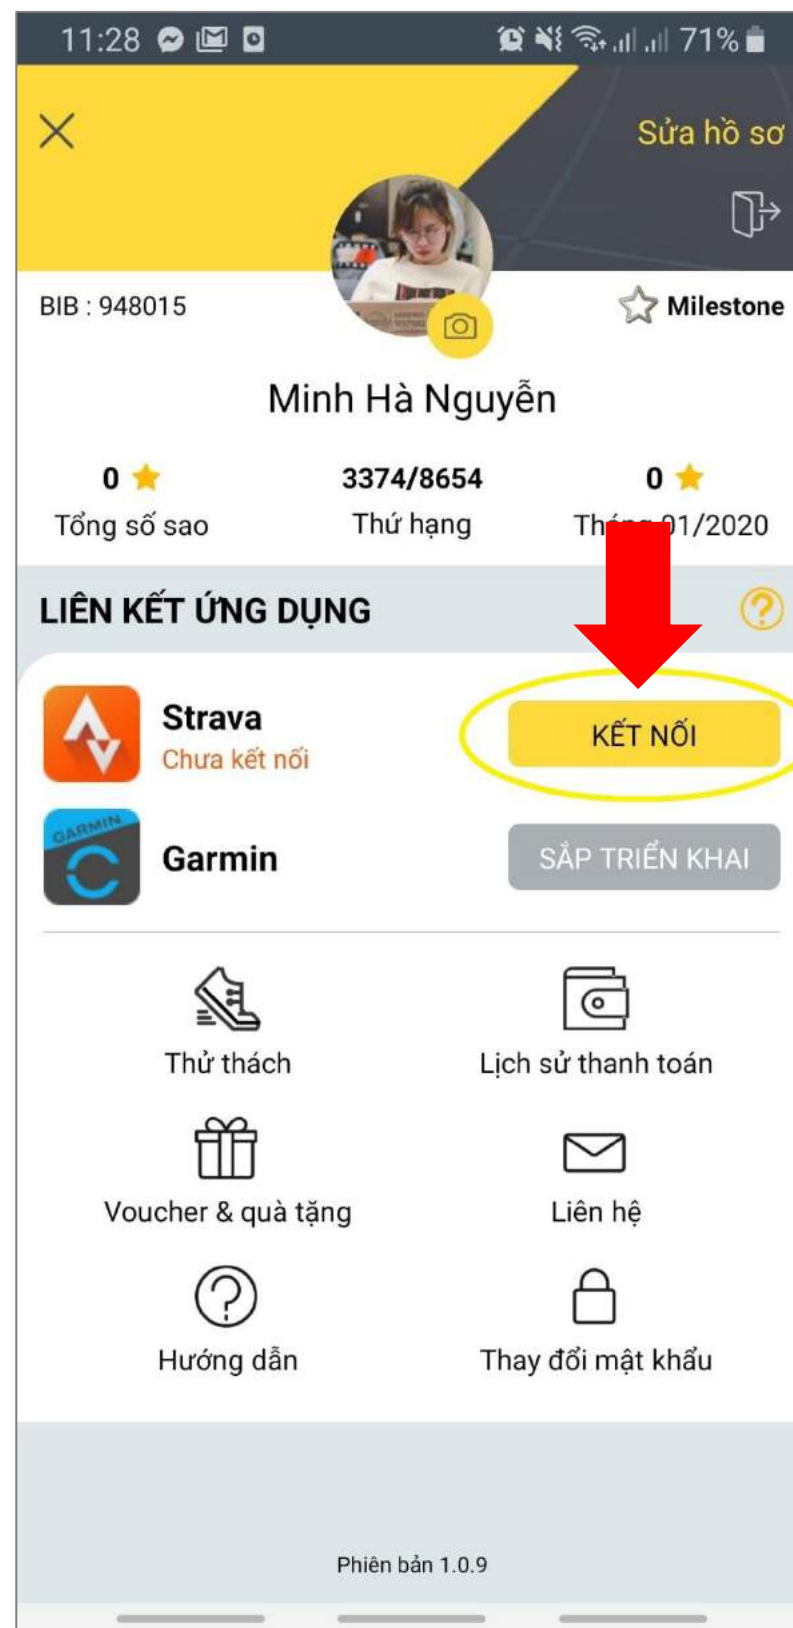 11:28 71%
Sửa hồ sơ
BIB : 948015
Milestone
Minh Hà Nguyễn
0 3374/8654 0
Tổng số sao Thứ hạng Tháng 01/2020
LIÊN KẾT ỨNG DỤNG
Strava
Chưa kết nối
KẾT NỐI
GARMIN
Garmin
SẮP TRIỂN KHAI
Thử thách Lịch sử thanh toán
Voucher & quà tặng Liên hệ
Hướng dẫn Thay đổi mật khẩu
Phiên bản 1.0.9